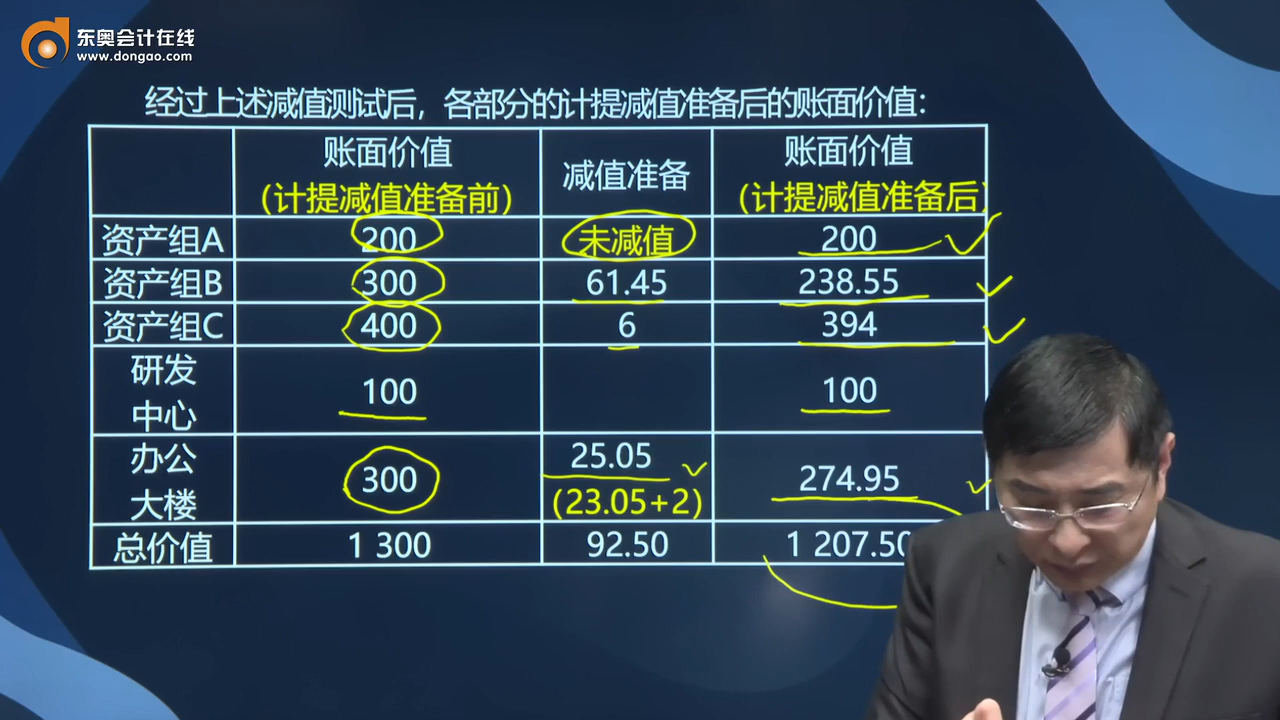 东奥会计在线
www.dongao.com
经过上述减值测试后，各部分的计提减值准备后的账面价值：
账面价值
（计提减值准备前）
减值准备
账面价值
（计提减值准备后）
资产组A 200 未减值 200
资产组B 300 61.45 238.55
资产组C 400 6 394
研发
中心
100 100
办公
大楼
300
25.05
(23.05+2)
274.95
总价值 1 300 92.50 1 207.50